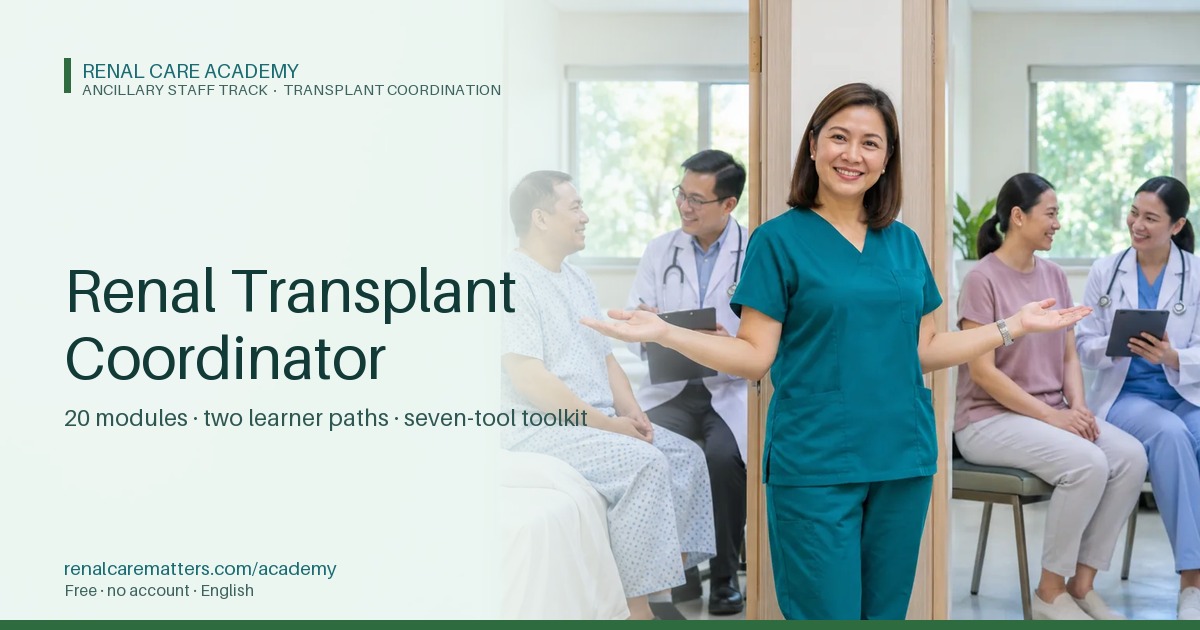 RENAL CARE ACADEMY
ANCILLARY STAFF TRACK · TRANSPLANT COORDINATION
Renal Transplant
Coordinator
20 modules · two learner paths · seven-tool toolkit
renalcarematters.com/academy
Free · no account · English